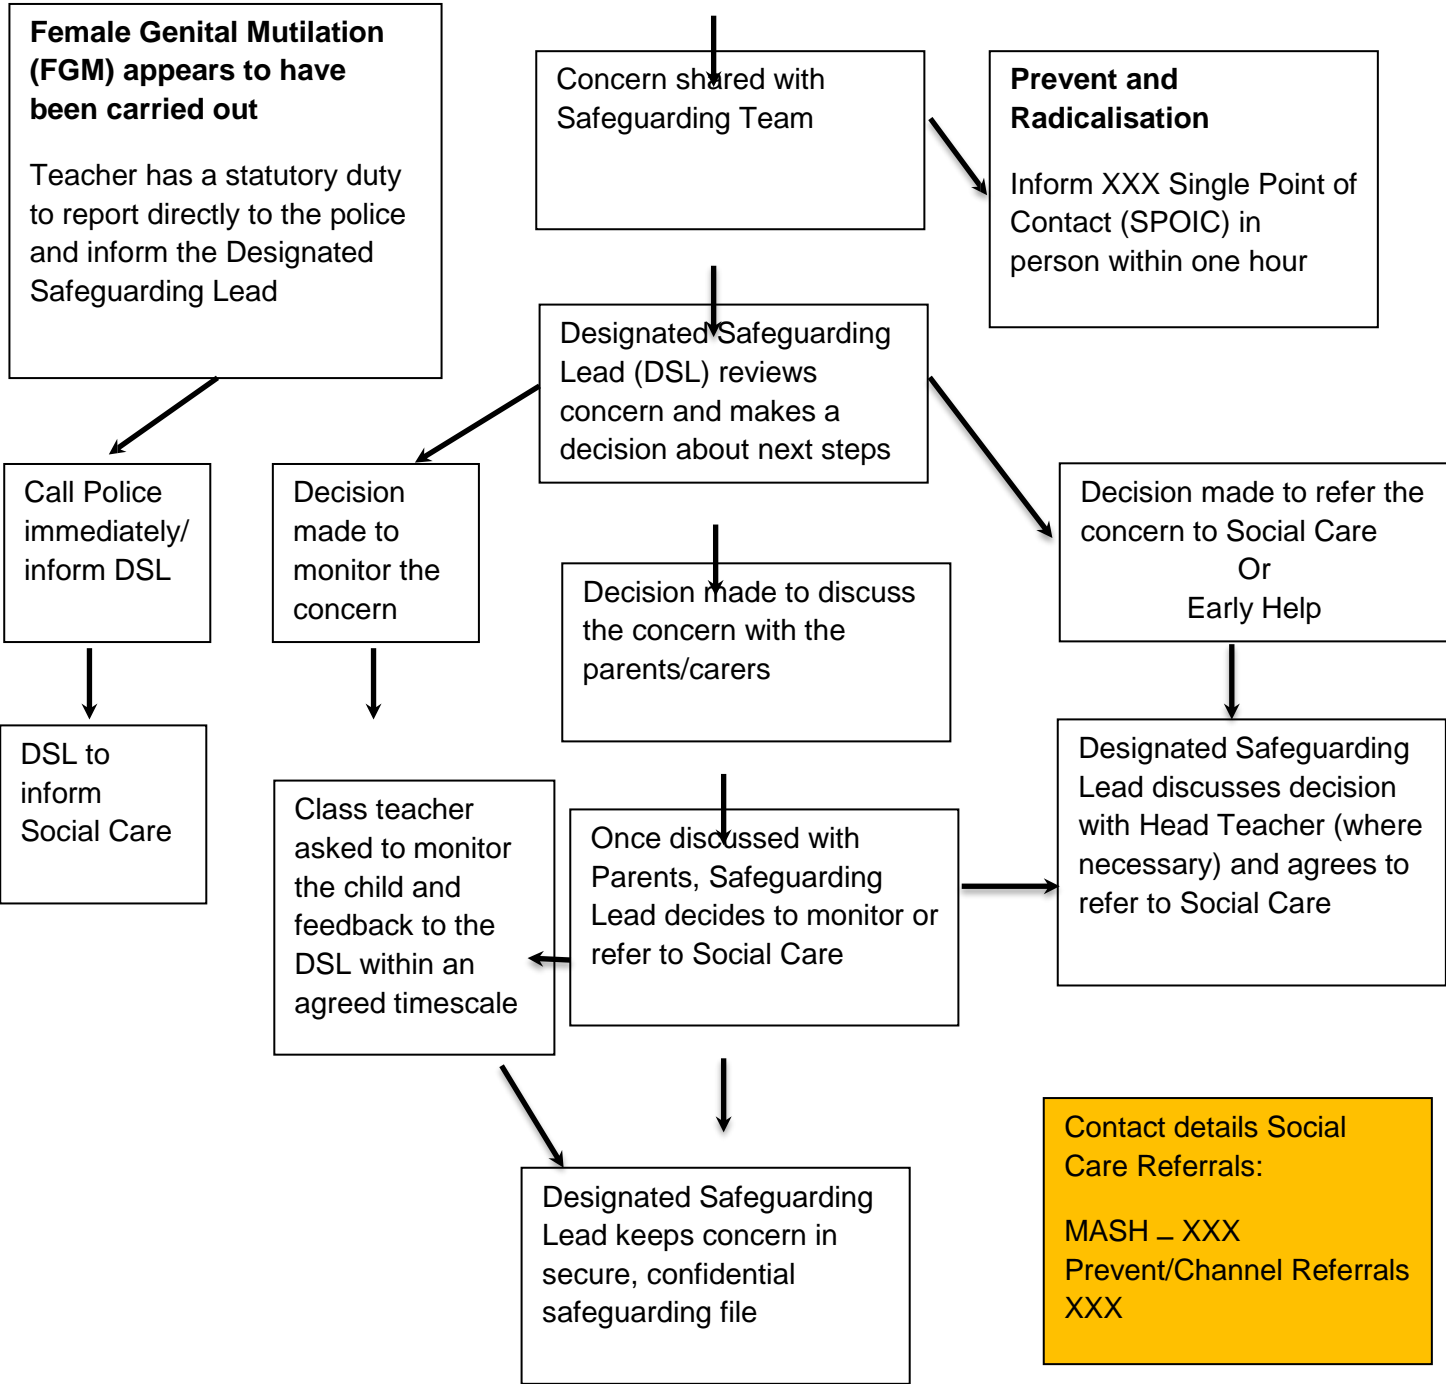 Female Genital Mutilation
(FGM) appears to have
been carried out
Teacher has a statutory duty
to report directly to the police
and inform the Designated
Safeguarding Lead
Concern shared with
Safeguarding Team
Prevent and
Radicalisation
Inform XXX Single Point of
Contact (SPOIC) in
person within one hour
Designated Safeguarding
Lead (DSL) reviews
concern and makes a
decision about next steps
Call Police
immediately/
inform DSL
Decision
made to
monitor the
concern
Decision made to discuss
the concern with the
parents/carers
Decision made to refer the
concern to Social Care
Or
Early Help
DSL to
inform
Social Care
Class teacher
asked to monitor
the child and
feedback to the
DSL within an
agreed timescale
Once discussed with
Parents, Safeguarding
Lead decides to monitor or
refer to Social Care
Designated Safeguarding
Lead discusses decision
with Head Teacher (where
necessary) and agrees to
refer to Social Care
Designated Safeguarding
Lead keeps concern in
secure, confidential
safeguarding file
Contact details Social
Care Referrals:
MASH – XXX
Prevent/Channel Referrals
XXX